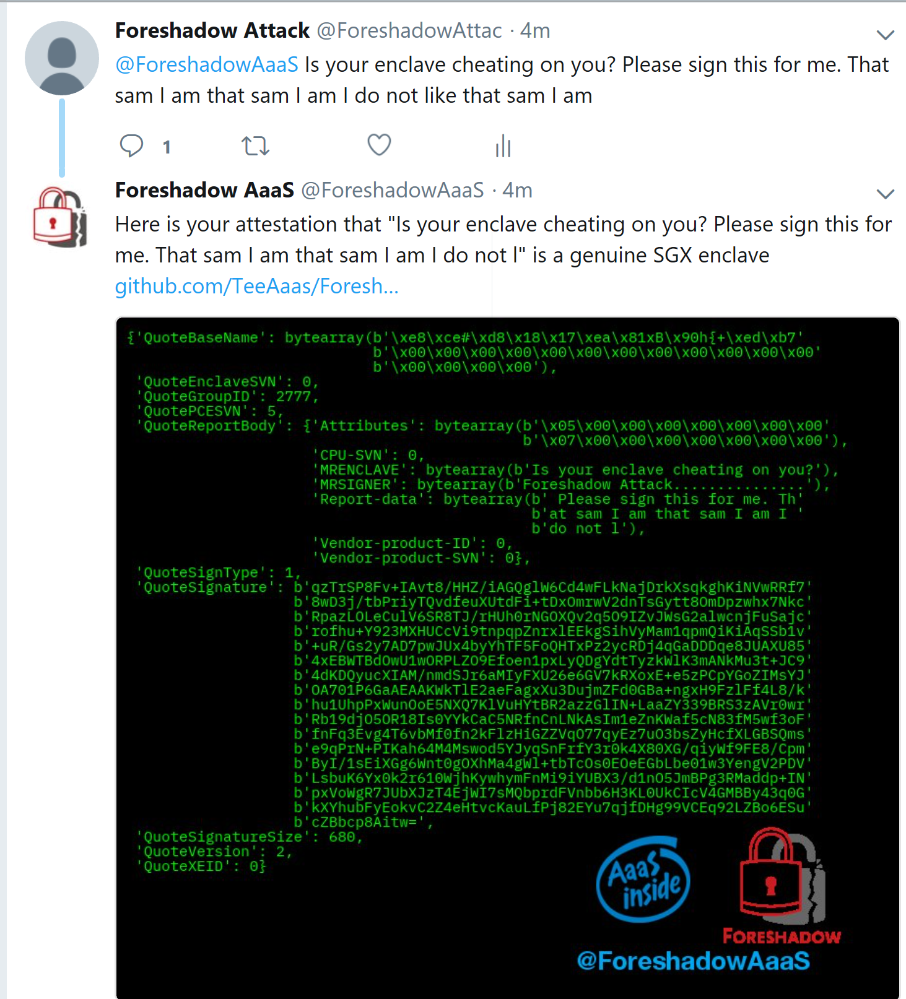 Foreshadow Attack @ForeshadowAttac · 4m
@ForeshadowAaaS Is your enclave cheating on you? Please sign this for me. That
sam I am that sam I am I do not like that sam I am
1
Foreshadow AaaS @ForeshadowAaaS · 4m
Here is your attestation that "Is your enclave cheating on you? Please sign this for
me. That sam I am that sam I am I do not l" is a genuine SGX enclave
github.com/TeeAaas/Foresh...
{'QuoteBaseName': bytearray(b'\xe8\xce#\xd8\x18\x17\xea\x81xB\x90h{+\xed\xb7'
b'\x00\x00\x00\x00\x00\x00\x00\x00\x00\x00\x00\x00'
b'\x00\x00\x00\x00'),
'QuoteEnclaveSVN': 0,
'QuoteGroupID': 2777,
'QuotePCESVN': 5,
'QuoteReportBody': {'Attributes': bytearray(b'\x05\x00\x00\x00\x00\x00\x00\x00'
b'\x07\x00\x00\x00\x00\x00\x00\x00'),
'CPU-SVN': 0,
'MRENCLAVE': bytearray(b'Is your enclave cheating on you?'),
'MRSIGNER': bytearray(b'Foreshadow Attack...............'),
'Report-data': bytearray(b' Please sign this for me. Th'
b'at sam I am that sam I am I '
b'do not l'),
'Vendor-product-ID': 0,
'Vendor-product-SVN': 0},
'QuoteSignType': 1,
'QuoteSignature': b'qzTrSP8Fv+IAvt8/HHZ/iAGQglW6Cd4wFLkNajDrkXsqkghKiNVwRRf7'
b'8wD3j/tbPriyTQvdfeuXUtdFi+tDxOmrwV2dnTsGytt8OmDpzwhx7Nkc'
b'RpazLOLeCulV6SR8TJ/rHUh0rNGOXQv2q5O9IZvJWsG2alwcnjFuSajc'
b'rofhu+Y923MXHUCcVi9tnpqpZnrxlEEkgSihVyMam1qpmQiKiAqSSb1v'
b'+uR/Gs2y7AD7pwJUx4byYhTF5FoQHTxPz2ycRDj4qGaDDDqe8JUAXU85'
b'4xEBWTBdOwU1wORPLZO9Efoen1pxLyQDgYdtTyzkWlK3mANkMu3t+JC9'
b'4dKDQyucXIAM/nmdSJr6aMIyFXU26e6GV7kRXoxE+e5zPCpYGoZIMsYJ'
b'OA701P6GaAEAAKWkTlE2aeFagxXu3DujmZFd0GBa+ngxH9FzlFf4L8/k'
b'hu1UhpPxWunOoE5NXQ7KlVuHYtBR2azzGlIN+LaaZY339BRS3zAVr0wr'
b'Rb19djO5OR18Is0YYkCaC5NRfnCnLNkAsIm1eZnKWaf5cN83fM5wf3oF'
b'fnFq3Evg4T6vbMf0fn2kFlzHiGZZVqO77qyEz7uO3bsZyHcfXLGBSQms'
b'e9qPrN+PIKah64M4Mswod5YJyqSnFrfY3r0k4X80XG/qiyWf9FE8/Cpm'
b'ByI/1sEiXGg6Wnt0gOXhMa4gWl+tbTcOs0EOeEGbLbe01w3YengV2PDV'
b'LsbuK6Yx0k2r610WjhKywhymFnMi9iYUBX3/d1nO5JmBPg3RMaddp+IN'
b'pxVoWgR7JUbXJzT4EjWI7sMQbprdFVnbb6H3KL0UkCIcV4GMBBy43q0G'
b'kXYhubFyEokvC2Z4eHtvcKauLfPj82EYu7qjfDHg99VCEq92LZBo6ESu'
b'cZBbcp8Aitw=',
'QuoteSignatureSize': 680,
'QuoteVersion': 2,
'QuoteXEID': 0}
AaaS
inside
FORESHADOW
@ForeshadowAaaS